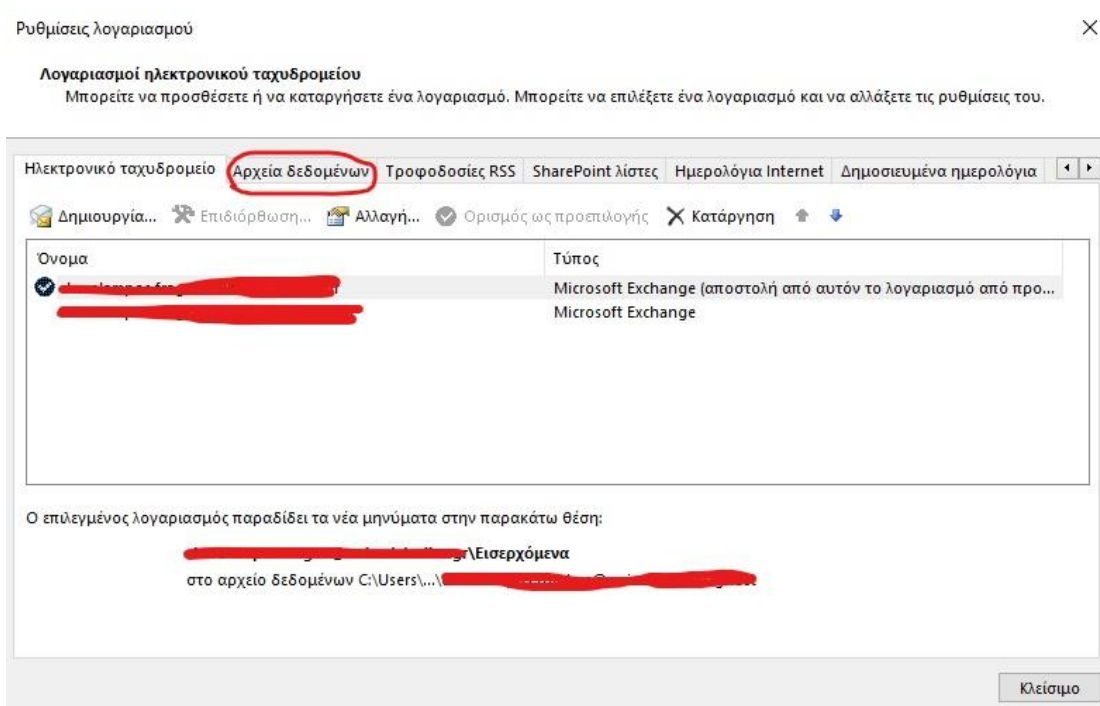 Ρυθμίσεις λογαριασμού
Λογαριασμοί ηλεκτρονικού ταχυδρομείου
Μπορείτε να προσθέσετε ή να καταργήσετε ένα λογαριασμό. Μπορείτε να επιλέξετε ένα λογαριασμό και να αλλάξετε τις ρυθμίσεις του.
Ηλεκτρονικό ταχυδρομείο Αρχεία δεδομένων Τροφοδοσίες RSS SharePoint λίστες Ημερολόγια Internet Δημοσιευμένα ημερολόγια
Δημιουργία... Επιδιόρθωση... Αλλαγή... Ορισμός ως προεπιλογής Κατάργηση
Όνομα Τύπος
Microsoft Exchange (αποστολή από αυτόν το λογαριασμό από προ...
Microsoft Exchange
Ο επιλεγμένος λογαριασμός παραδίδει τα νέα μηνύματα στην παρακάτω θέση:
\Εισερχόμενα
στο αρχείο δεδομένων C:\Users\...\
Κλείσιμο